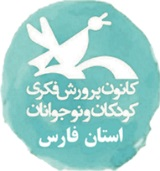 کانون پرورش فکری
کودکان و نوجوانان
استان فارس